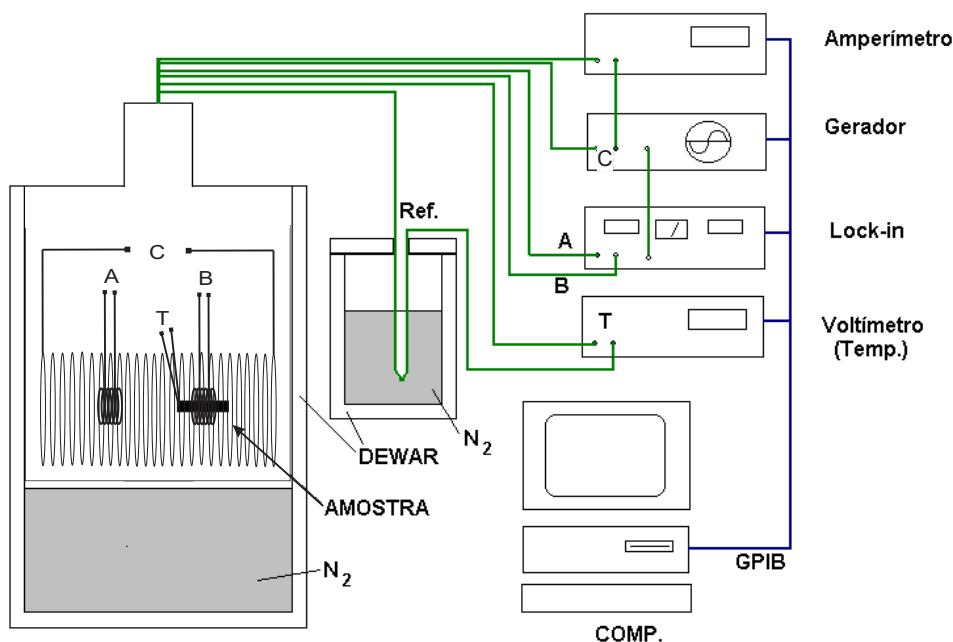 Amperímetro
Gerador
C
Ref.
A
Lock-in
B
C
A
B
T
T
Voltímetro
(Temp.)
N2
DEWAR
AMOSTRA
N2
GPIB
COMP.